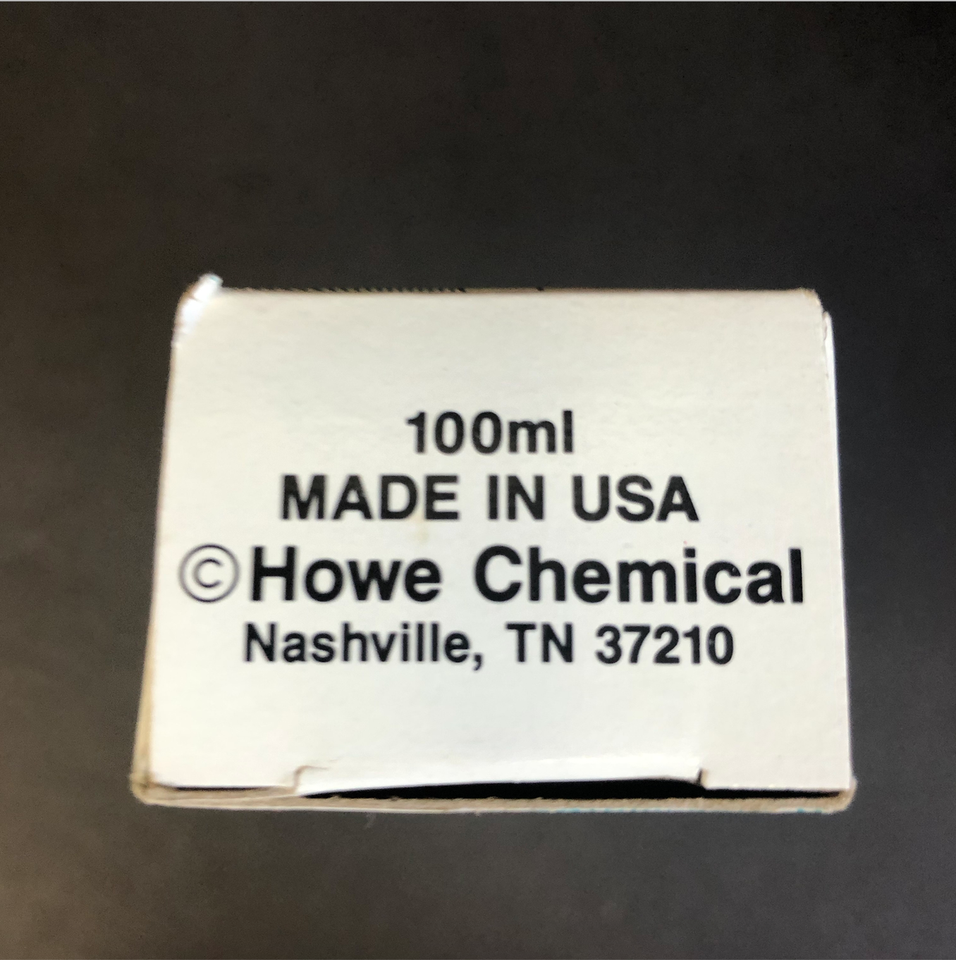 100ml
MADE IN USA
©Howe Chemical
Nashville, TN 37210